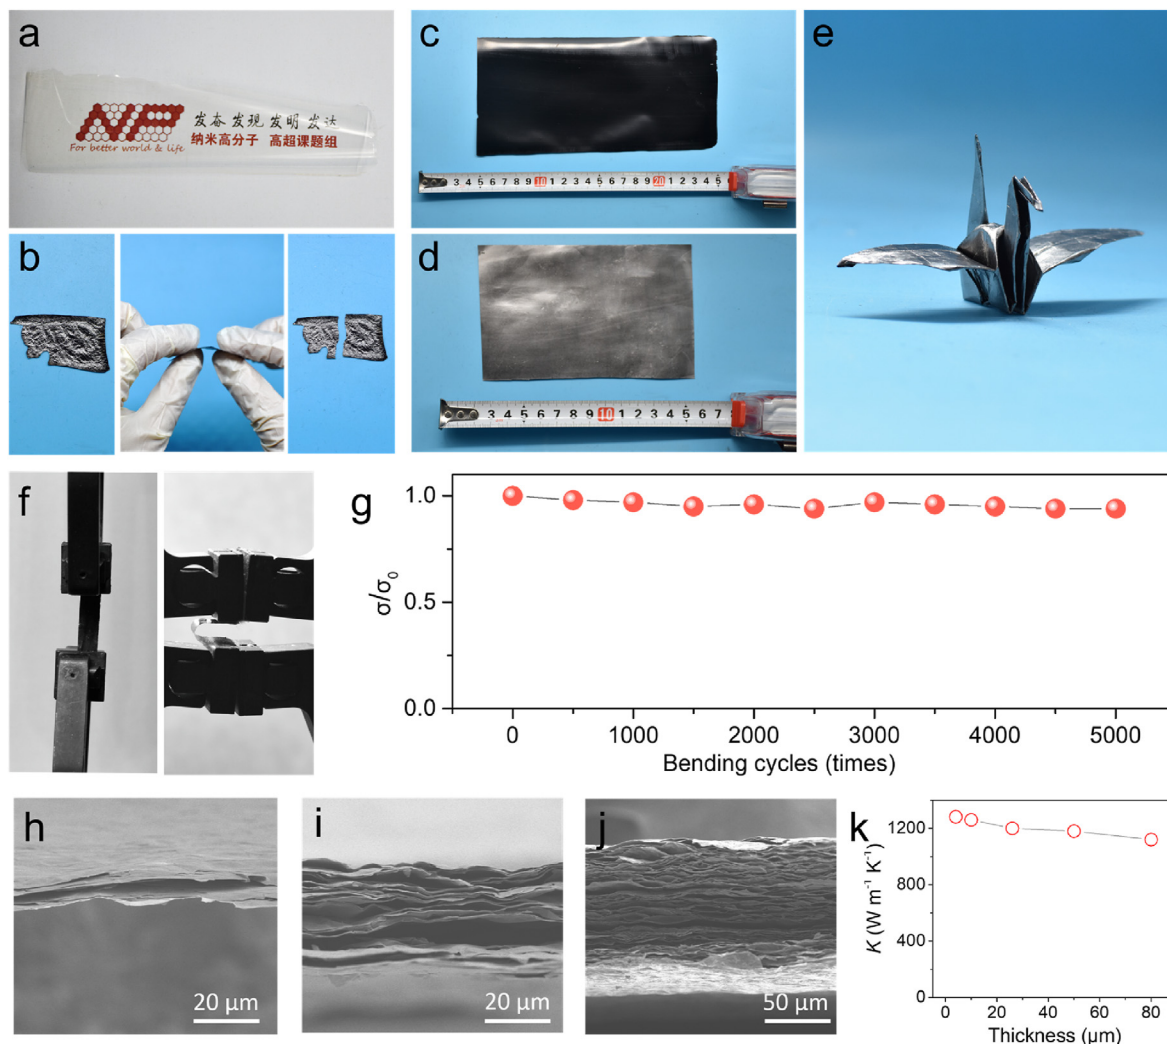 a
NP
发奋 发现 发明 发达
纳米高分子 高超课题组
For better world & life
b
c
3 4 5 6 7 8 9 10 1 2 3 4 5 6 7 8 9 20 1 2 3 4 5
d
3 4 5 6 7 8 9 10 1 2 3 4 5 6 7
e
f
g
1.0
0.5
0.0
σ/σ₀
0 1000 2000 3000 4000 5000
Bending cycles (times)
h
20 μm
i
20 μm
j
50 μm
k
1200
800
400
0
K (W m⁻¹ K⁻¹)
0 20 40 60 80
Thickness (μm)